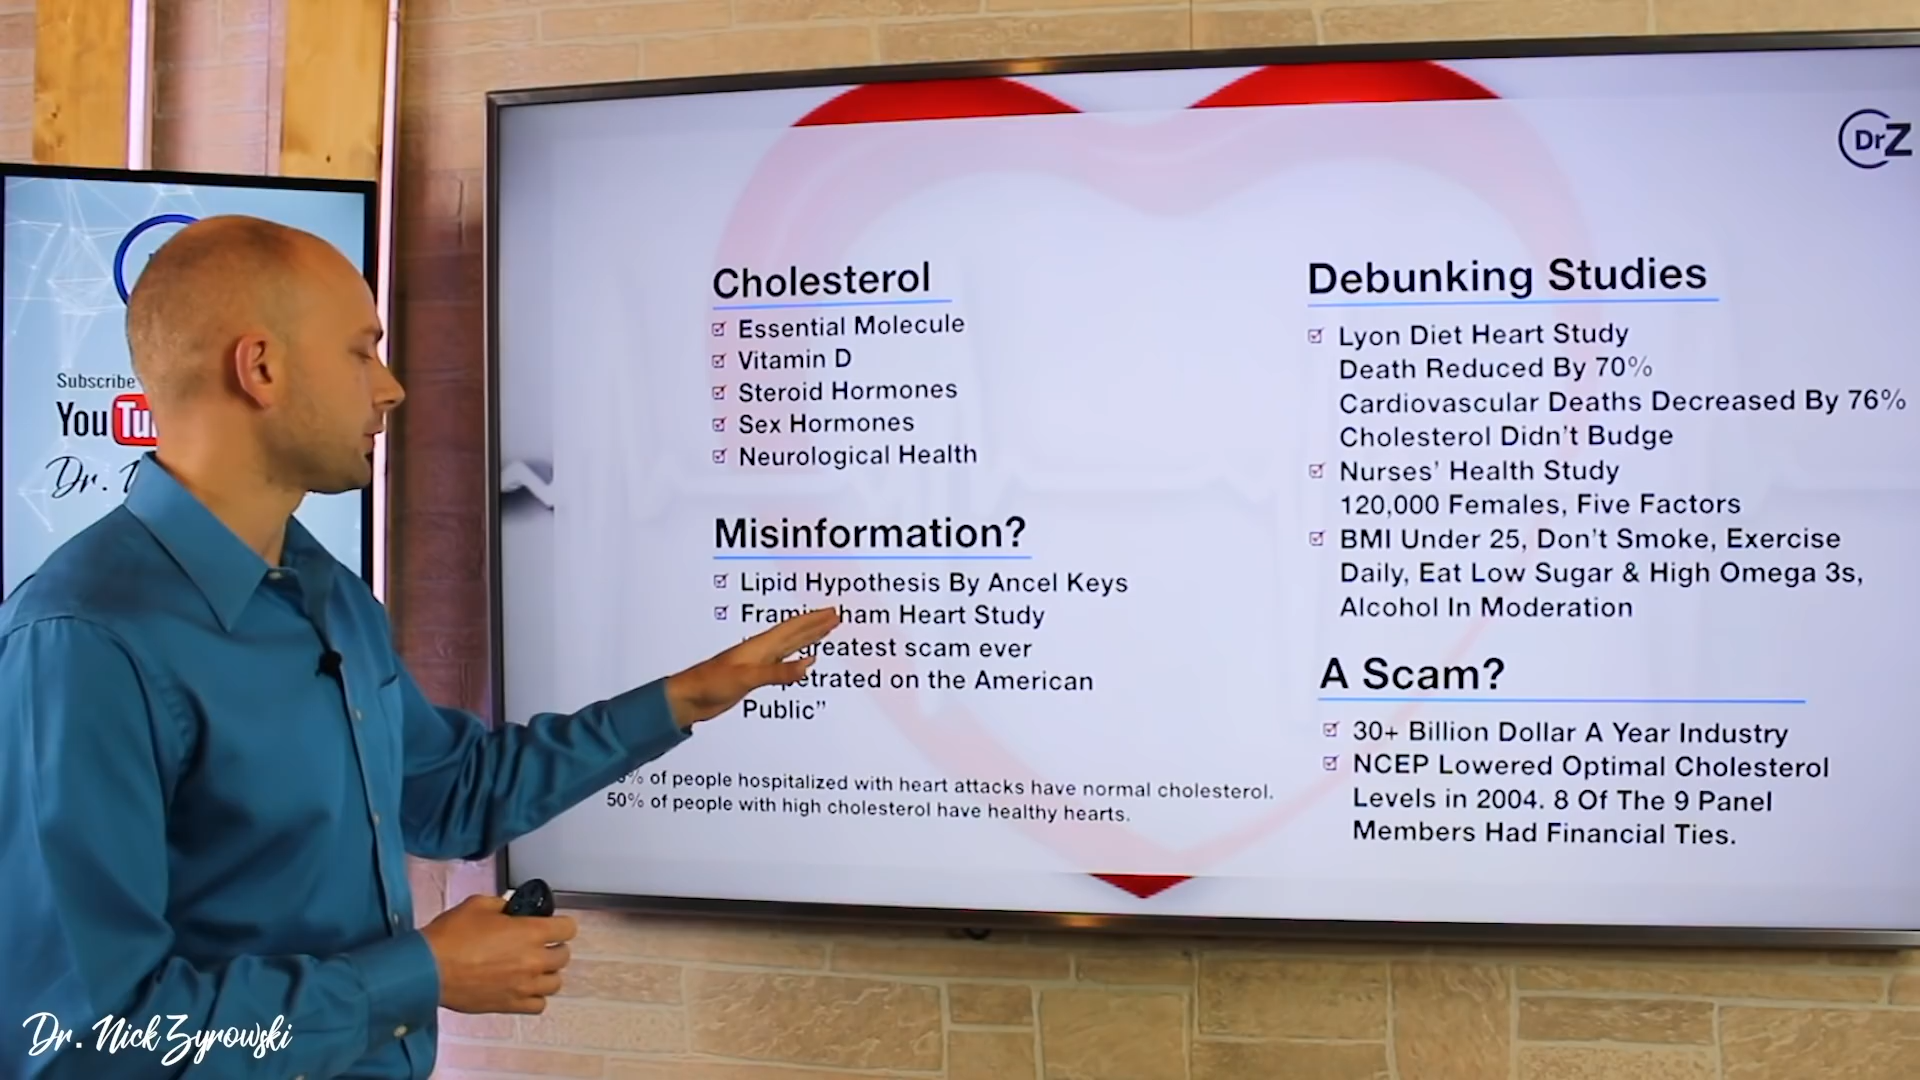 DrZ
Subscribe
You Tu
Dr.
Cholesterol
Essential Molecule
Vitamin D
Steroid Hormones
Sex Hormones
Neurological Health
Misinformation?
Lipid Hypothesis By Ancel Keys
Heart Study
greatest scam ever
on the American
Public”
% of people hospitalized with heart attacks have normal cholesterol.
50% of people with high cholesterol have healthy hearts.
Debunking Studies
Lyon Diet Heart Study
Death Reduced By 70%
Cardiovascular Deaths Decreased By 76%
Cholesterol Didn't Budge
Nurses' Health Study
120,000 Females, Five Factors
BMI Under 25, Don't Smoke, Exercise
Daily, Eat Low Sugar & High Omega 3s,
Alcohol In Moderation
A Scam?
30+ Billion Dollar A Year Industry
NCEP Lowered Optimal Cholesterol
Levels in 2004. 8 Of The 9 Panel
Members Had Financial Ties.
Dr. Nick Zyrowski